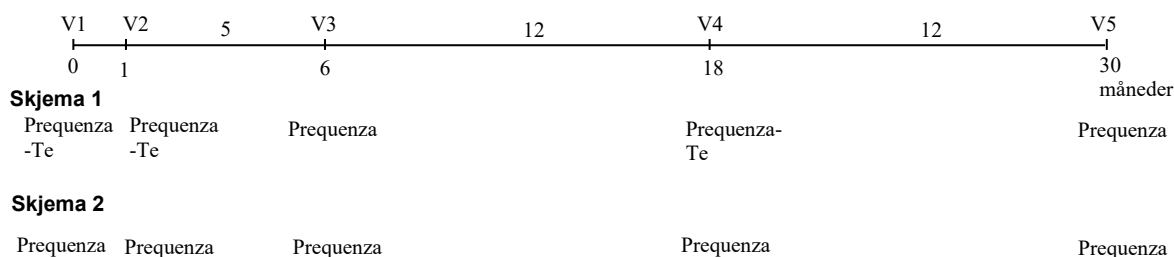 V1 V2 5 V3 12 V4 12 V5
0 1 6 18 30
måneder
Skjema 1
Prequenza Prequenza Prequenza Prequenza- Prequenza
-Te -Te Te
Skjema 2
Prequenza Prequenza Prequenza Prequenza Prequenza